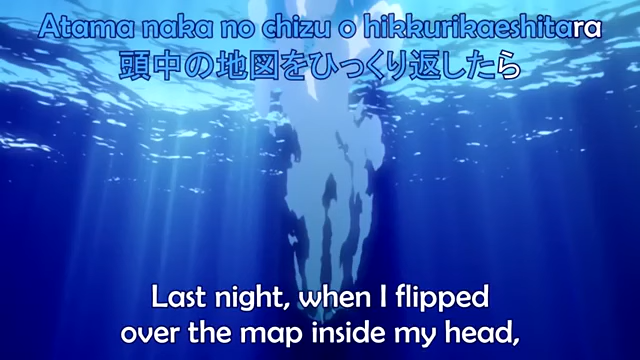 Atama naka no chizu o hikkurikaeshitara
頭中の地図をひっくり返したら
Last night, when I flipped
over the map inside my head,